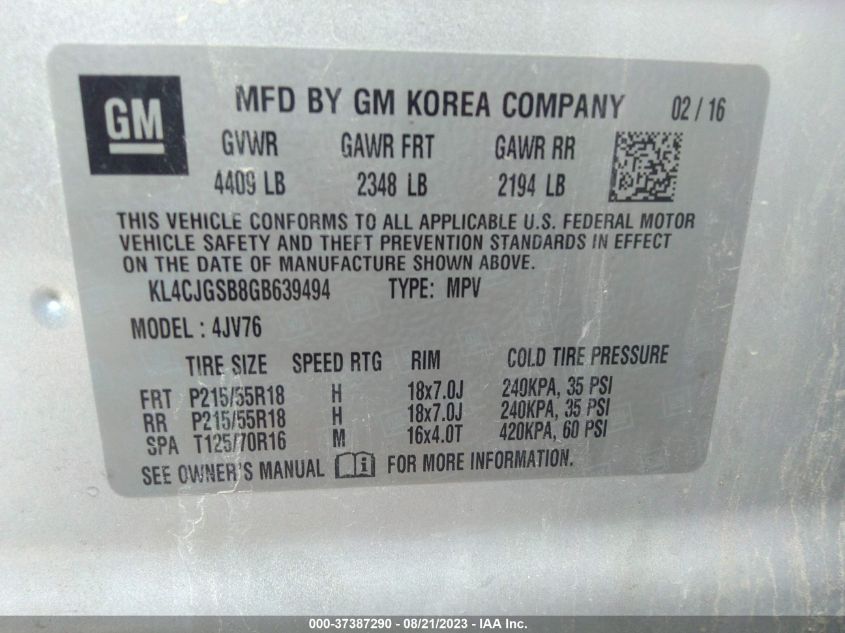 GM
MFD BY GM KOREA COMPANY 02 / 16
GVWR GAWR FRT GAWR RR
4409 LB 2348 LB 2194 LB
THIS VEHICLE CONFORMS TO ALL APPLICABLE U.S. FEDERAL MOTOR
VEHICLE SAFETY AND THEFT PREVENTION STANDARDS IN EFFECT
ON THE DATE OF MANUFACTURE SHOWN ABOVE.
KL4CJGSB8GB639494 TYPE: MPV
MODEL : 4JV76
TIRE SIZE SPEED RTG RIM COLD TIRE PRESSURE
FRT P215/55R18 H 18x7.0J 240KPA, 35 PSI
RR P215/55R18 H 18x7.0J 240KPA, 35 PSI
SPA T125/70R16 M 16x4.0T 420KPA, 60 PSI
SEE OWNER'S MANUAL i FOR MORE INFORMATION.
000-37387290 - 08/21/2023 - IAA Inc.